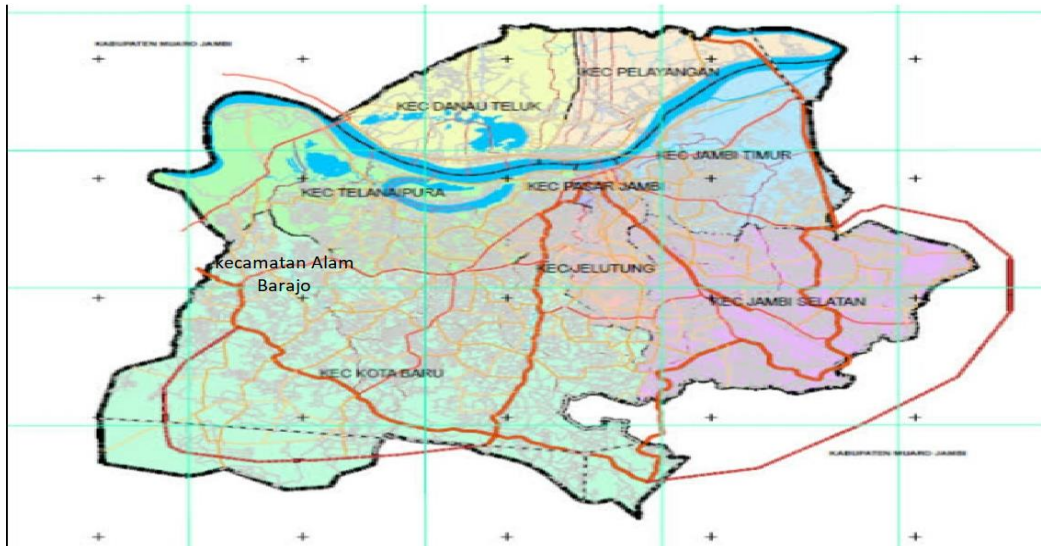 KABUPATEN MUARO JAMBI
KEC PELAYANGAN
KEC DANAU TELUK
KEC JAMBI TIMUR
KEC PASAR JAMBI
KEC TELANAIPURA
kecamatan Alam
Barajo
KEC JELUTUNG
KEC JAMBI SELATAN
KEC KOTA BARU
KABUPATEN MUARO JAMBI